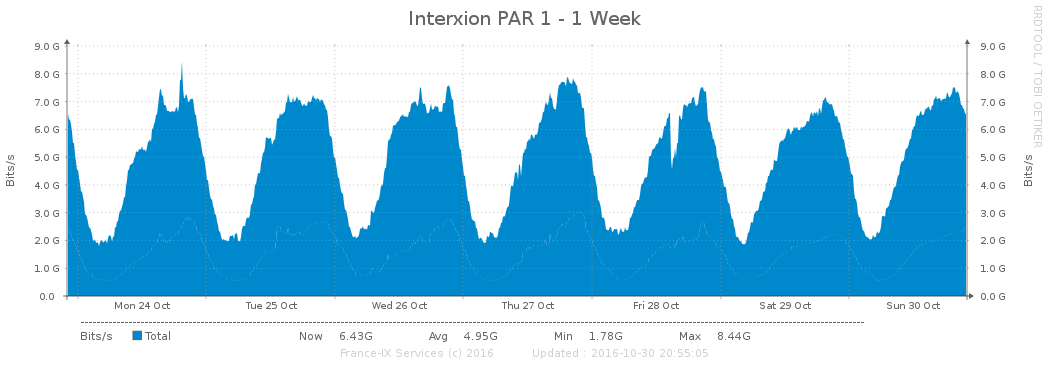 Interxion PAR 1 - 1 Week
RRDTOOL / TOBI OETIKER
Bits/s
9.0 G 9.0 G
8.0 G 8.0 G
7.0 G 7.0 G
6.0 G 6.0 G
5.0 G 5.0 G
4.0 G 4.0 G
3.0 G 3.0 G
2.0 G 2.0 G
1.0 G 1.0 G
0.0 0.0 G
Bits/s
Mon 24 Oct Tue 25 Oct Wed 26 Oct Thu 27 Oct Fri 28 Oct Sat 29 Oct Sun 30 Oct
Bits/s Total Now 6.43G Avg 4.95G Min 1.78G Max 8.44G
France-IX Services (c) 2016 Updated : 2016-10-30 20:55:05